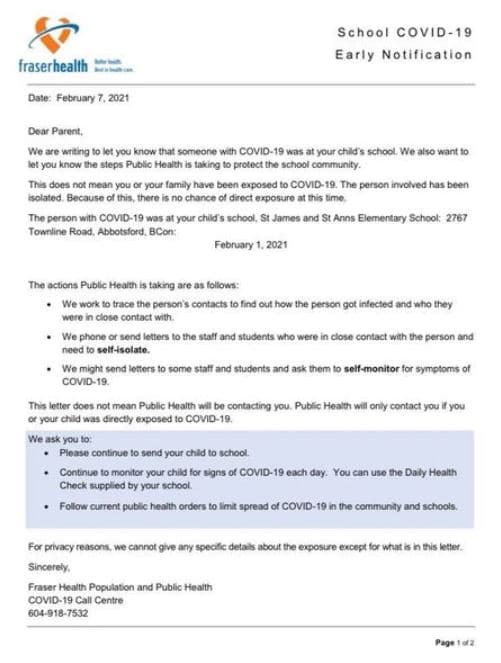 School COVID-19
Early Notification
fraserhealth
Better health.
Best in health care.
Date: February 7, 2021
Dear Parent,
We are writing to let you know that someone with COVID-19 was at your child's school. We also want to
let you know the steps Public Health is taking to protect the school community.
This does not mean you or your family have been exposed to COVID-19. The person involved has been
isolated. Because of this, there is no chance of direct exposure at this time.
The person with COVID-19 was at your child's school, St James and St Anns Elementary School: 2767
Townline Road, Abbotsford, BCon:
February 1, 2021
The actions Public Health is taking are as follows:
• We work to trace the person's contacts to find out how the person got infected and who they
were in close contact with.
• We phone or send letters to the staff and students who were in close contact with the person and
need to self-isolate.
• We might send letters to some staff and students and ask them to self-monitor for symptoms of
COVID-19.
This letter does not mean Public Health will be contacting you. Public Health will only contact you if you
or your child was directly exposed to COVID-19.
We ask you to:
• Please continue to send your child to school.
• Continue to monitor your child for signs of COVID-19 each day. You can use the Daily Health
Check supplied by your school.
• Follow current public health orders to limit spread of COVID-19 in the community and schools.
For privacy reasons, we cannot give any specific details about the exposure except for what is in this letter.
Sincerely,
Fraser Health Population and Public Health
COVID-19 Call Centre
604-918-7532
Page 1 of 2